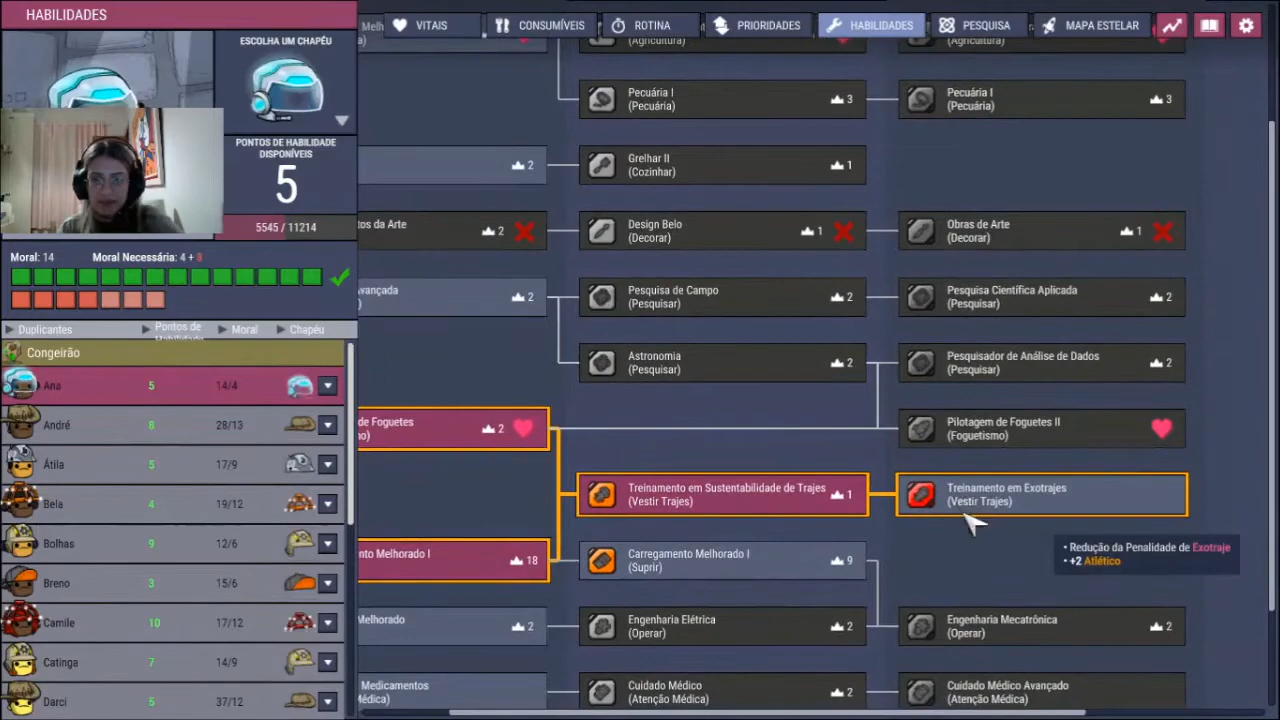 HABILIDADES
VITAIS
CONSUMÍVEIS
ROTINA
PRIORIDADES
HABILIDADES
PESQUISA
MAPA ESTELAR
ESCOLHA UM CHAPÉU
PONTOS DE HABILIDADE
DISPONÍVEIS
5
5545 / 11214
Moral: 14
Moral Necessária: 4 + 8
Duplicantes
Pontos de
Moral
Chapéu
Congeirão
Ana 5 14/4
André 8 28/13
Átila 5 17/9
Bela 4 19/12
Bolhas 9 12/6
Breno 3 15/6
Camile 10 17/12
Catinga 7 14/9
Darci 5 37/12
(Agricultura)
(Agricultura)
Pecuária I
(Pecuária)
3
Pecuária I
(Pecuária)
3
2
Grelhar II
(Cozinhar)
1
tos da Arte
2
Design Belo
(Decorar)
1
Obras de Arte
(Decorar)
1
vançada
2
Pesquisa de Campo
(Pesquisar)
2
Pesquisa Científica Aplicada
(Pesquisar)
2
Astronomia
(Pesquisar)
2
Pesquisador de Análise de Dados
(Pesquisar)
2
de Foguetes
mo)
2
Pilotagem de Foguetes II
(Foguetismo)
Treinamento em Sustentabilidade de Trajes
(Vestir Trajes)
1
Treinamento em Exotrajes
(Vestir Trajes)
• Redução da Penalidade de Exotraje
• +2 Atlético
nto Melhorado I
18
Carregamento Melhorado I
(Suprir)
9
Melhorado
2
Engenharia Elétrica
(Operar)
2
Engenharia Mecatrônica
(Operar)
2
Medicamentos
Médica)
Cuidado Médico
(Atenção Médica)
2
Cuidado Médico Avançado
(Atenção Médica)